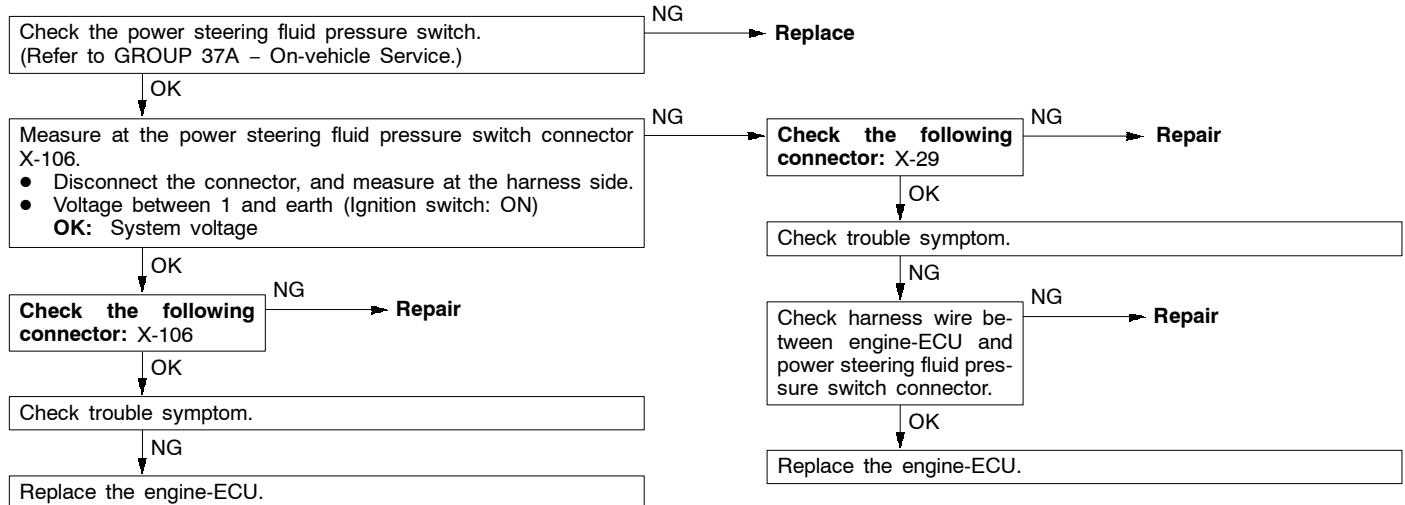 Check the power steering fluid pressure switch.
(Refer to GROUP 37A – On-vehicle Service.)
NG
Replace
OK
Measure at the power steering fluid pressure switch connector
X-106.
● Disconnect the connector, and measure at the harness side.
● Voltage between 1 and earth (Ignition switch: ON)
OK: System voltage
NG
OK
Check the following
connector: X-106
NG
Repair
OK
Check trouble symptom.
NG
Replace the engine-ECU.
Check the following
connector: X-29
NG
Repair
OK
Check trouble symptom.
NG
Check harness wire be-
tween engine-ECU and
power steering fluid pres-
sure switch connector.
NG
Repair
OK
Replace the engine-ECU.